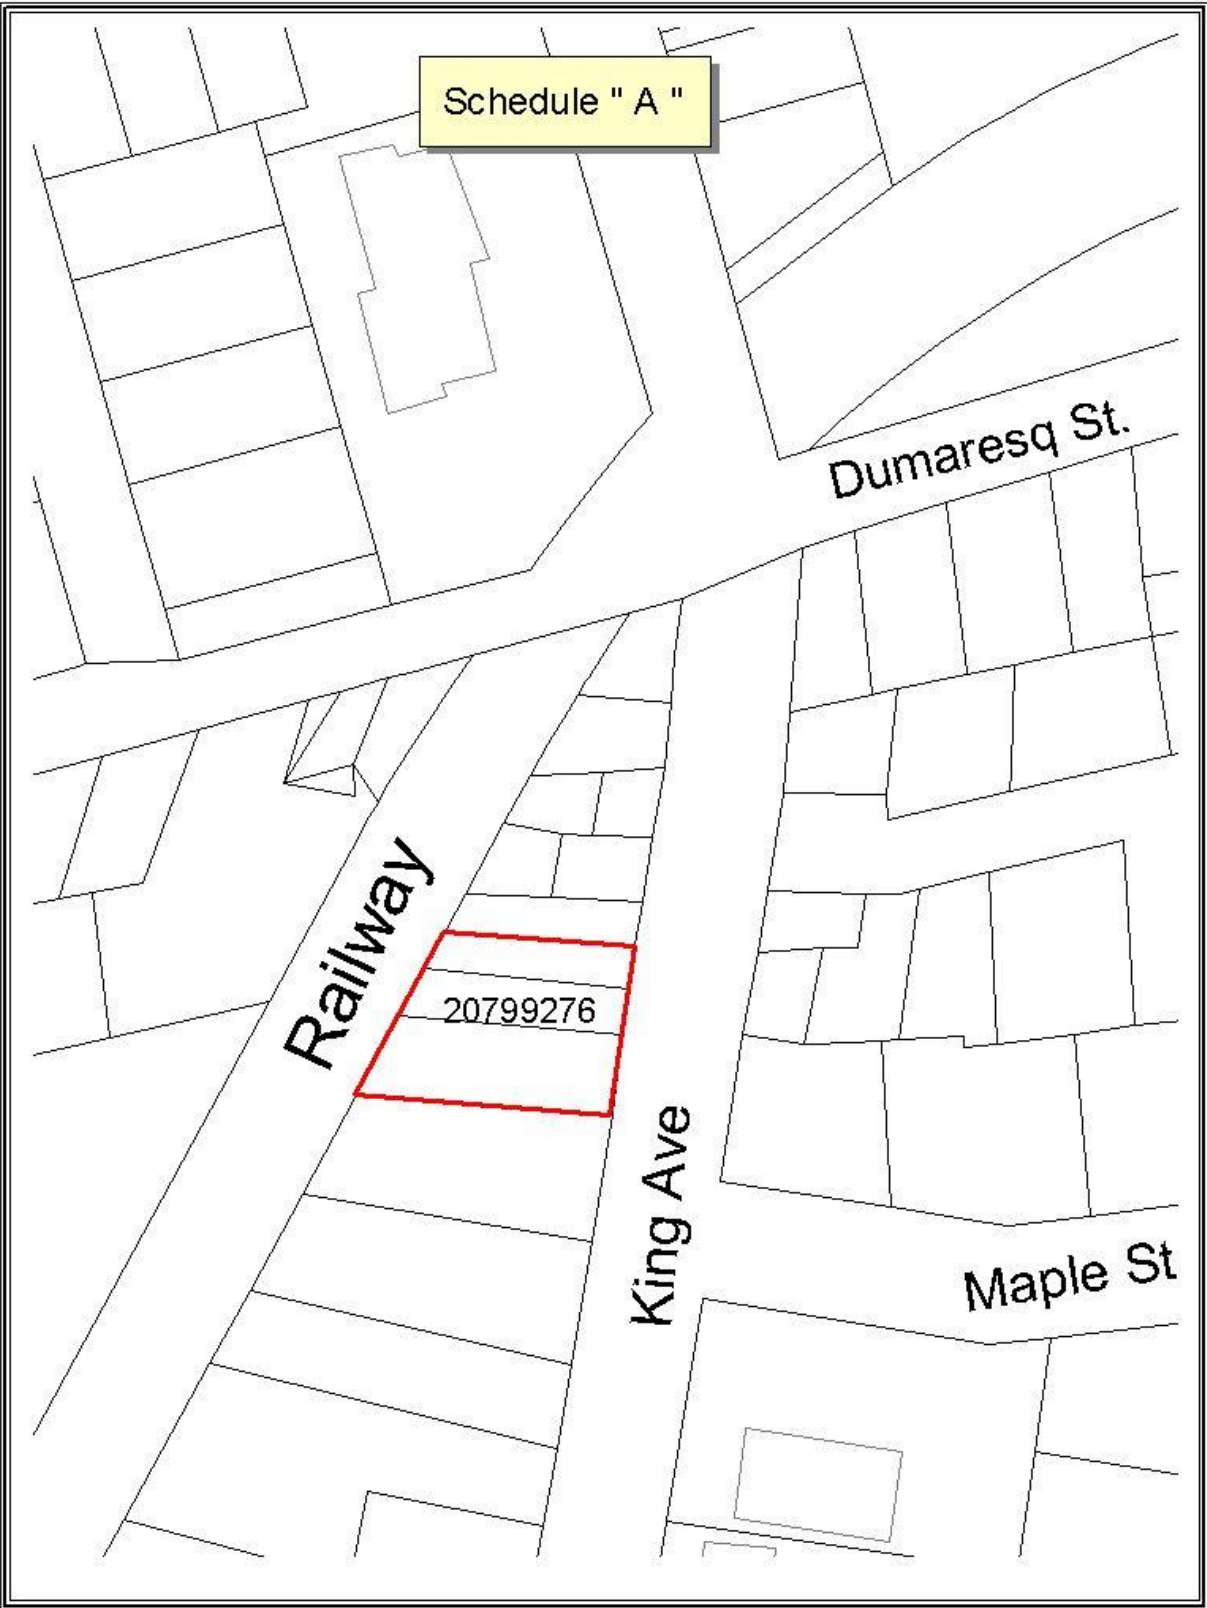 Schedule " A "
Dumaresq St.
Railway
20799276
King Ave
Maple St